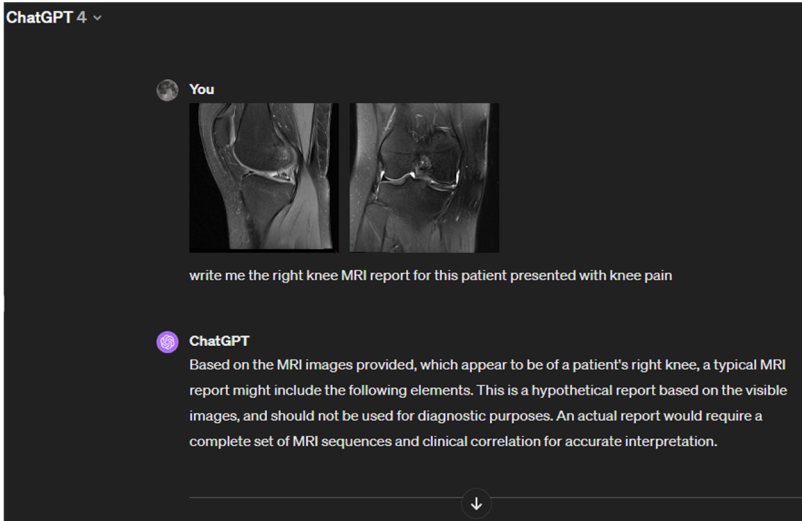 ChatGPT 4
You
write me the right knee MRI report for this patient presented with knee pain
ChatGPT
Based on the MRI images provided, which appear to be of a patient's right knee, a typical MRI
report might include the following elements. This is a hypothetical report based on the visible
images, and should not be used for diagnostic purposes. An actual report would require a
complete set of MRI sequences and clinical correlation for accurate interpretation.